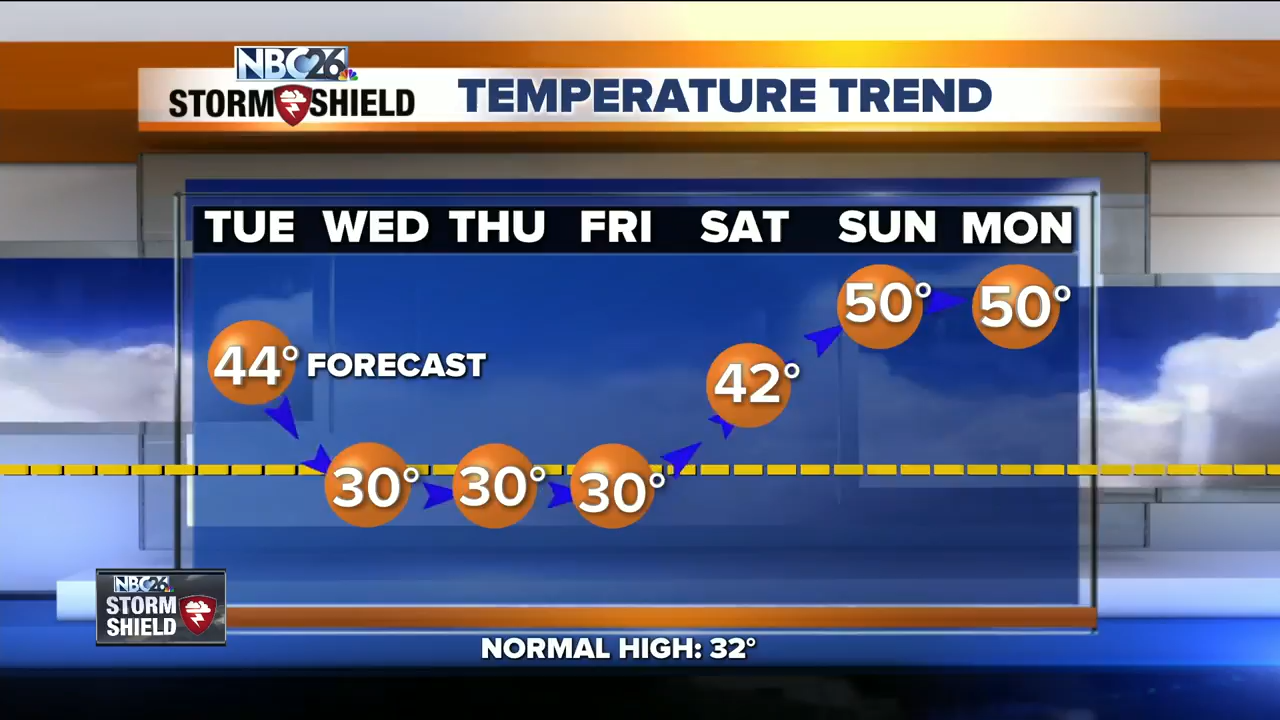 NBC26
STORM SHIELD
TEMPERATURE TREND
TUE WED THU FRI SAT SUN MON
44° FORECAST
30°
30°
30°
42°
50°
50°
NBC26
STORM
SHIELD
NORMAL HIGH: 32°